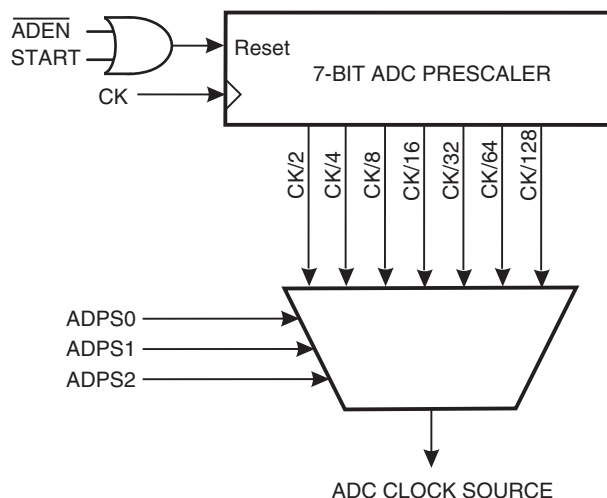 ADEN
START
Reset
7-BIT ADC PRESCALER
CK
CK/2
CK/4
CK/8
CK/16
CK/32
CK/64
CK/128
ADPS0
ADPS1
ADPS2
ADC CLOCK SOURCE